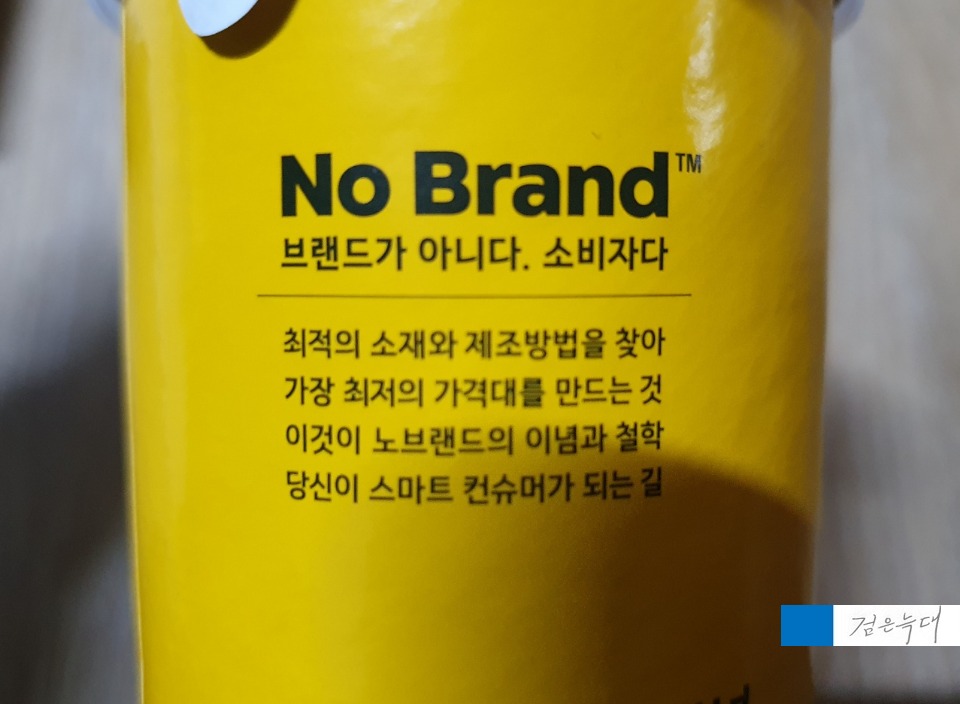 No Brand™
브랜드가 아니다. 소비자다
최적의 소재와 제조방법을 찾아
가장 최저의 가격대를 만드는 것
이것이 노브랜드의 이념과 철학
당신이 스마트 컨슈머가 되는 길
검은늑대